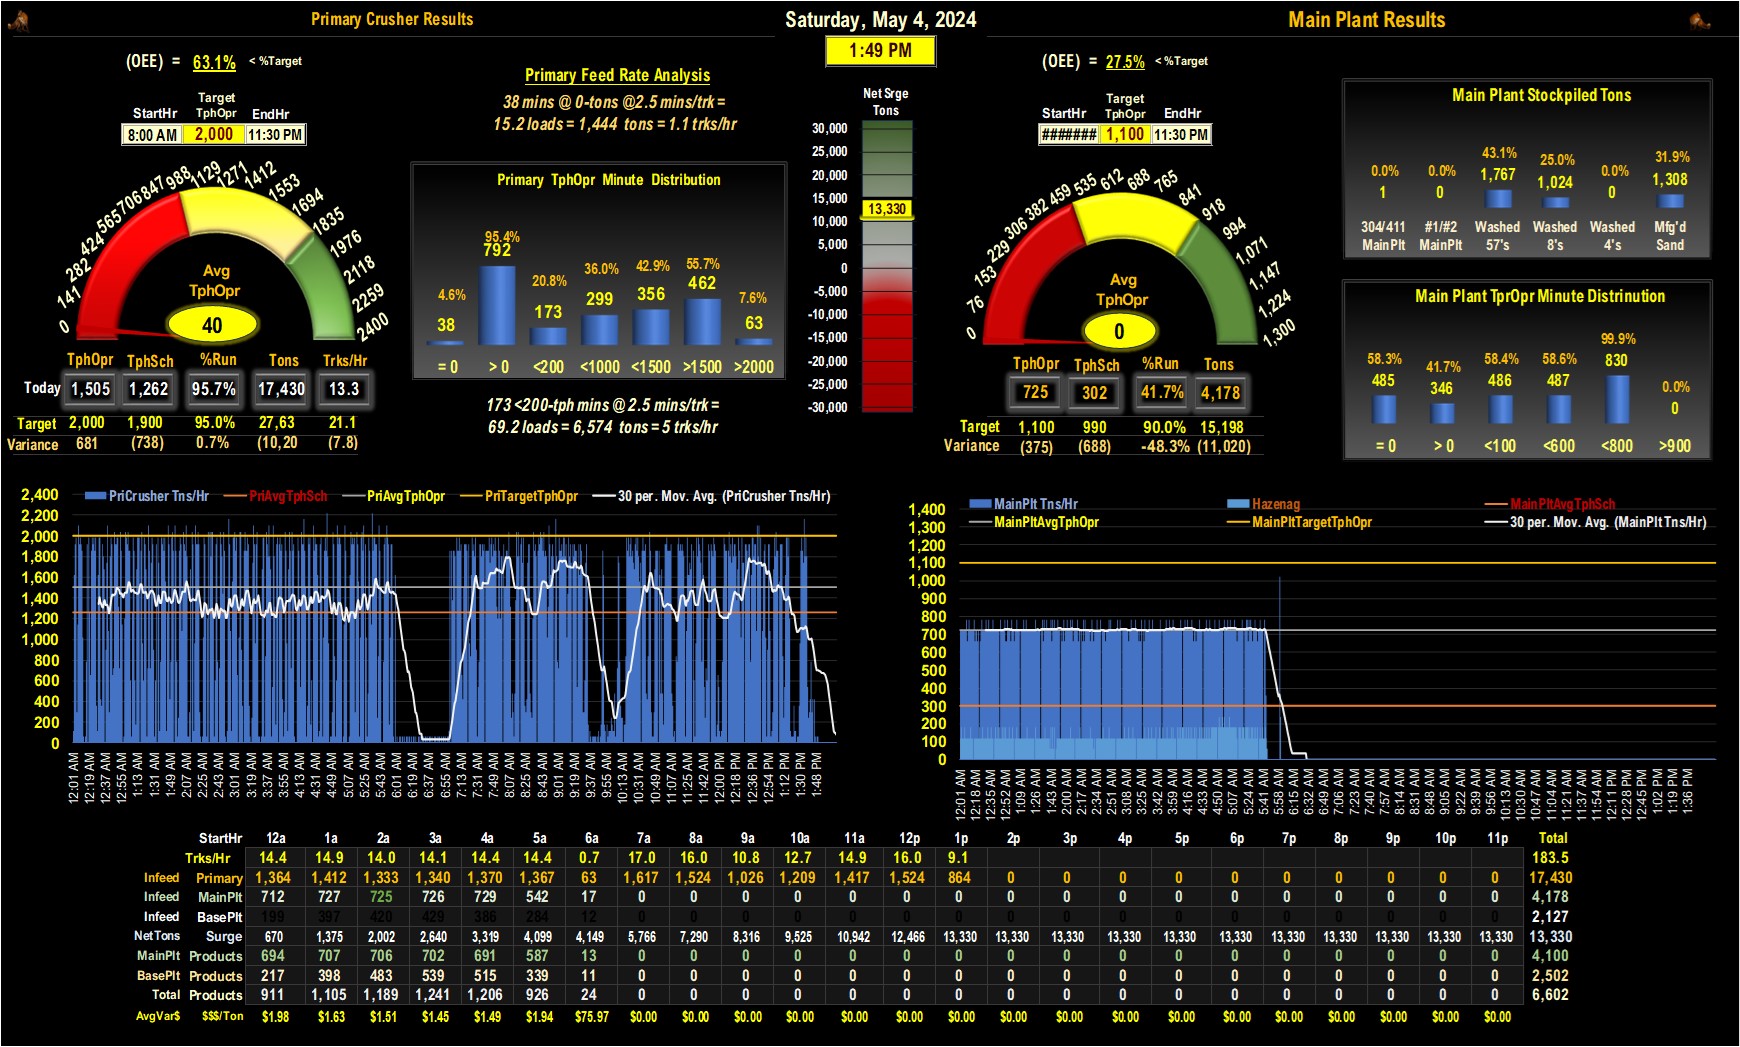 Primary Crusher Results
Saturday, May 4, 2024
Main Plant Results
1:49 PM
(OEE) = 63.1% < %Target
StartHr Target TphOpr EndHr
8:00 AM 2,000 11:30 PM
0 141 282 424 565 706 847 988 1129 1271 1412 1553 1694 1835 1976 2118 2259 2400
Avg
TphOpr
40
TphOpr TphSch %Run Tons Trks/Hr
Today 1,505 1,262 95.7% 17,430 13.3
Target 2,000 1,900 95.0% 27,63 21.1
Variance 681 (738) 0.7% (10,20 (7.8)
Primary Feed Rate Analysis
38 mins @ 0-tons @2.5 mins/trk =
15.2 loads = 1,444 tons = 1.1 trks/hr
Primary TphOpr Minute Distribution
4.6% 95.4% 20.8% 36.0% 42.9% 55.7% 7.6%
38 792 173 299 356 462 63
= 0 > 0 <200 <1000 <1500 >1500 >2000
173 <200-tph mins @ 2.5 mins/trk =
69.2 loads = 6,574 tons = 5 trks/hr
Net Srge
Tons
30,000
25,000
20,000
15,000
13,330
10,000
5,000
0
-5,000
-10,000
-15,000
-20,000
-25,000
-30,000
(OEE) = 27.5% < %Target
StartHr Target TphOpr EndHr
####### 1,100 11:30 PM
0 76 153 229 306 382 459 535 612 688 765 841 918 994 1,071 1,147 1,224 1,300
Avg
TphOpr
0
TphOpr TphSch %Run Tons
725 302 41.7% 4,178
Target 1,100 990 90.0% 15,198
Variance (375) (688) -48.3% (11,020)
Main Plant Stockpiled Tons
0.0% 0.0% 43.1% 25.0% 0.0% 31.9%
1 0 1,767 1,024 0 1,308
304/411 #1/#2 Washed Washed Washed Mfg'd
MainPlt MainPlt 57's 8's 4's Sand
Main Plant TprOpr Minute Distrinution
58.3% 41.7% 58.4% 58.6% 99.9% 0.0%
485 346 486 487 830 0
= 0 > 0 <100 <600 <800 >900
PriCrusher Tns/Hr PriAvgTphSch PriAvgTphOpr PriTargetTphOpr 30 per. Mov. Avg. (PriCrusher Tns/Hr)
2,400
2,200
2,000
1,800
1,600
1,400
1,200
1,000
800
600
400
200
0
12:01 AM 12:19 AM 12:37 AM 12:55 AM 1:13 AM 1:31 AM 1:49 AM 2:07 AM 2:25 AM 2:43 AM 3:01 AM 3:19 AM 3:37 AM 3:55 AM 4:13 AM 4:31 AM 4:49 AM 5:07 AM 5:25 AM 5:43 AM 6:01 AM 6:19 AM 6:37 AM 6:55 AM 7:13 AM 7:31 AM 7:49 AM 8:07 AM 8:25 AM 8:43 AM 9:01 AM 9:19 AM 9:37 AM 9:55 AM 10:13 AM 10:31 AM 10:49 AM 11:07 AM 11:25 AM 11:42 AM 12:00 PM 12:18 PM 12:36 PM 12:54 PM 1:12 PM 1:30 PM 1:48 PM
MainPlt Tns/Hr Hazenag MainPltAvgTphSch
MainPltAvgTphOpr MainPltTargetTphOpr 30 per. Mov. Avg. (MainPlt Tns/Hr)
1,400
1,300
1,200
1,100
1,000
900
800
700
600
500
400
300
200
100
0
12:01 AM 12:18 AM 12:35 AM 12:52 AM 1:09 AM 1:26 AM 1:43 AM 2:00 AM 2:17 AM 2:34 AM 2:51 AM 3:08 AM 3:25 AM 3:42 AM 3:59 AM 4:16 AM 4:33 AM 4:50 AM 5:07 AM 5:24 AM 5:41 AM 5:58 AM 6:15 AM 6:32 AM 6:49 AM 7:06 AM 7:23 AM 7:40 AM 7:57 AM 8:14 AM 8:31 AM 8:48 AM 9:05 AM 9:22 AM 9:39 AM 9:56 AM 10:13 AM 10:30 AM 10:47 AM 11:04 AM 11:21 AM 11:37 AM 11:54 AM 12:11 PM 12:28 PM 12:45 PM 1:02 PM 1:19 PM 1:36 PM
StartHr 12a 1a 2a 3a 4a 5a 6a 7a 8a 9a 10a 11a 12p 1p 2p 3p 4p 5p 6p 7p 8p 9p 10p 11p Total
Trks/Hr 14.4 14.9 14.0 14.1 14.4 14.4 0.7 17.0 16.0 10.8 12.7 14.9 16.0 9.1 183.5
Infeed Primary 1,364 1,412 1,333 1,340 1,370 1,367 63 1,617 1,524 1,026 1,209 1,417 1,524 864 0 0 0 0 0 0 0 0 0 0 17,430
Infeed MainPlt 712 727 725 726 729 542 17 0 0 0 0 0 0 0 0 0 0 0 0 0 0 0 0 0 4,178
Infeed BasePlt 199 397 420 429 386 284 12 0 0 0 0 0 0 0 0 0 0 0 0 0 0 0 0 0 2,127
NetTons Surge 670 1,375 2,002 2,640 3,319 4,099 4,149 5,766 7,290 8,316 9,525 10,942 12,466 13,330 13,330 13,330 13,330 13,330 13,330 13,330 13,330 13,330 13,330 13,330 13,330
MainPlt Products 694 707 706 702 691 587 13 0 0 0 0 0 0 0 0 0 0 0 0 0 0 0 0 0 4,100
BasePlt Products 217 398 483 539 515 339 11 0 0 0 0 0 0 0 0 0 0 0 0 0 0 0 0 0 2,502
Total Products 911 1,105 1,189 1,241 1,206 926 24 0 0 0 0 0 0 0 0 0 0 0 0 0 0 0 0 0 6,602
AvgVar$ $$$/Ton $1.98 $1.63 $1.51 $1.45 $1.49 $1.94 $75.97 $0.00 $0.00 $0.00 $0.00 $0.00 $0.00 $0.00 $0.00 $0.00 $0.00 $0.00 $0.00 $0.00 $0.00 $0.00 $0.00 $0.00